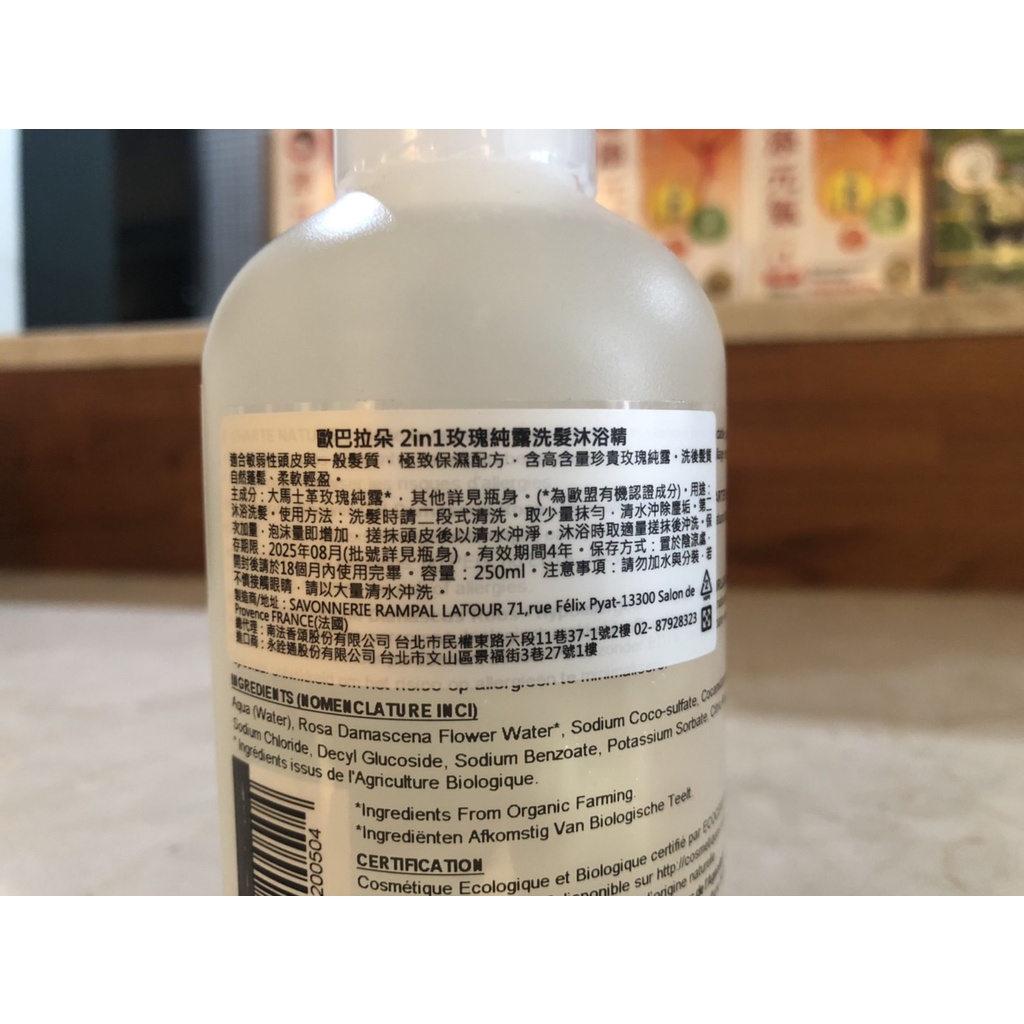 歐巴拉朵 2in1玫瑰純露洗髮沐浴精
適合敏弱性頭皮與一般髮質，極致保濕配方，含高含量珍貴玫瑰純露。洗後髮質
自然蓬鬆、柔軟輕盈。
主成分：大馬士革玫瑰純露*，其他詳見瓶身。(*為歐盟有機認證成分)。用途：
沐浴洗髮。使用方法：洗髮時請二段式清洗。取少量抹勻，清水沖除塵垢。第二
次加量，泡沫量即增加，搓抹頭皮後以清水沖淨。沐浴時取適量搓抹後沖洗。保
存期限：2025年08月(批號詳見瓶身)。有效期間4年。保存方式：置於陰涼處，
開封後請於18個月內使用完畢。容量：250ml。注意事項：請勿加水與分裝，若
不慎接觸眼睛，請以大量清水沖洗。
製造商/地址：SAVONNERIE RAMPAL LATOUR 71,rue Félix Pyat-13300 Salon de
Provence FRANCE(法國)
總代理：南法香頌股份有限公司 台北市民權東路六段11巷37-1號2樓 02- 87928323
進口商：永詮通股份有限公司 台北市文山區景福街3巷27號1樓
INGREDIENTS (NOMENCLATURE INCI)
Aqua (Water), Rosa Damascena Flower Water*, Sodium Coco-sulfate,
Sodium Chloride, Decyl Glucoside, Sodium Benzoate, Potassium Sorbate,
* Ingrédients issus de l'Agriculture Biologique.
*Ingredients From Organic Farming.
*Ingrediënten Afkomstig Van Biologische Teelt.
CERTIFICATION
Cosmétique Ecologique et Biologique certifié par
disponible sur
200504